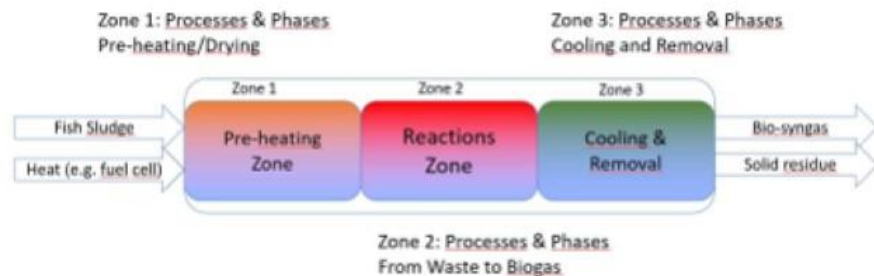 Zone 1: Processes & Phases
Pre-heating/Drying
Zone 3: Processes & Phases
Cooling and Removal
Zone 1
Zone 2
Zone 3
Fish Sludge
Heat (e.g. fuel cell)
Pre-heating
Zone
Reactions
Zone
Cooling &
Removal
Bio-syngas
Solid residue
Zone 2: Processes & Phases
From Waste to Biogas